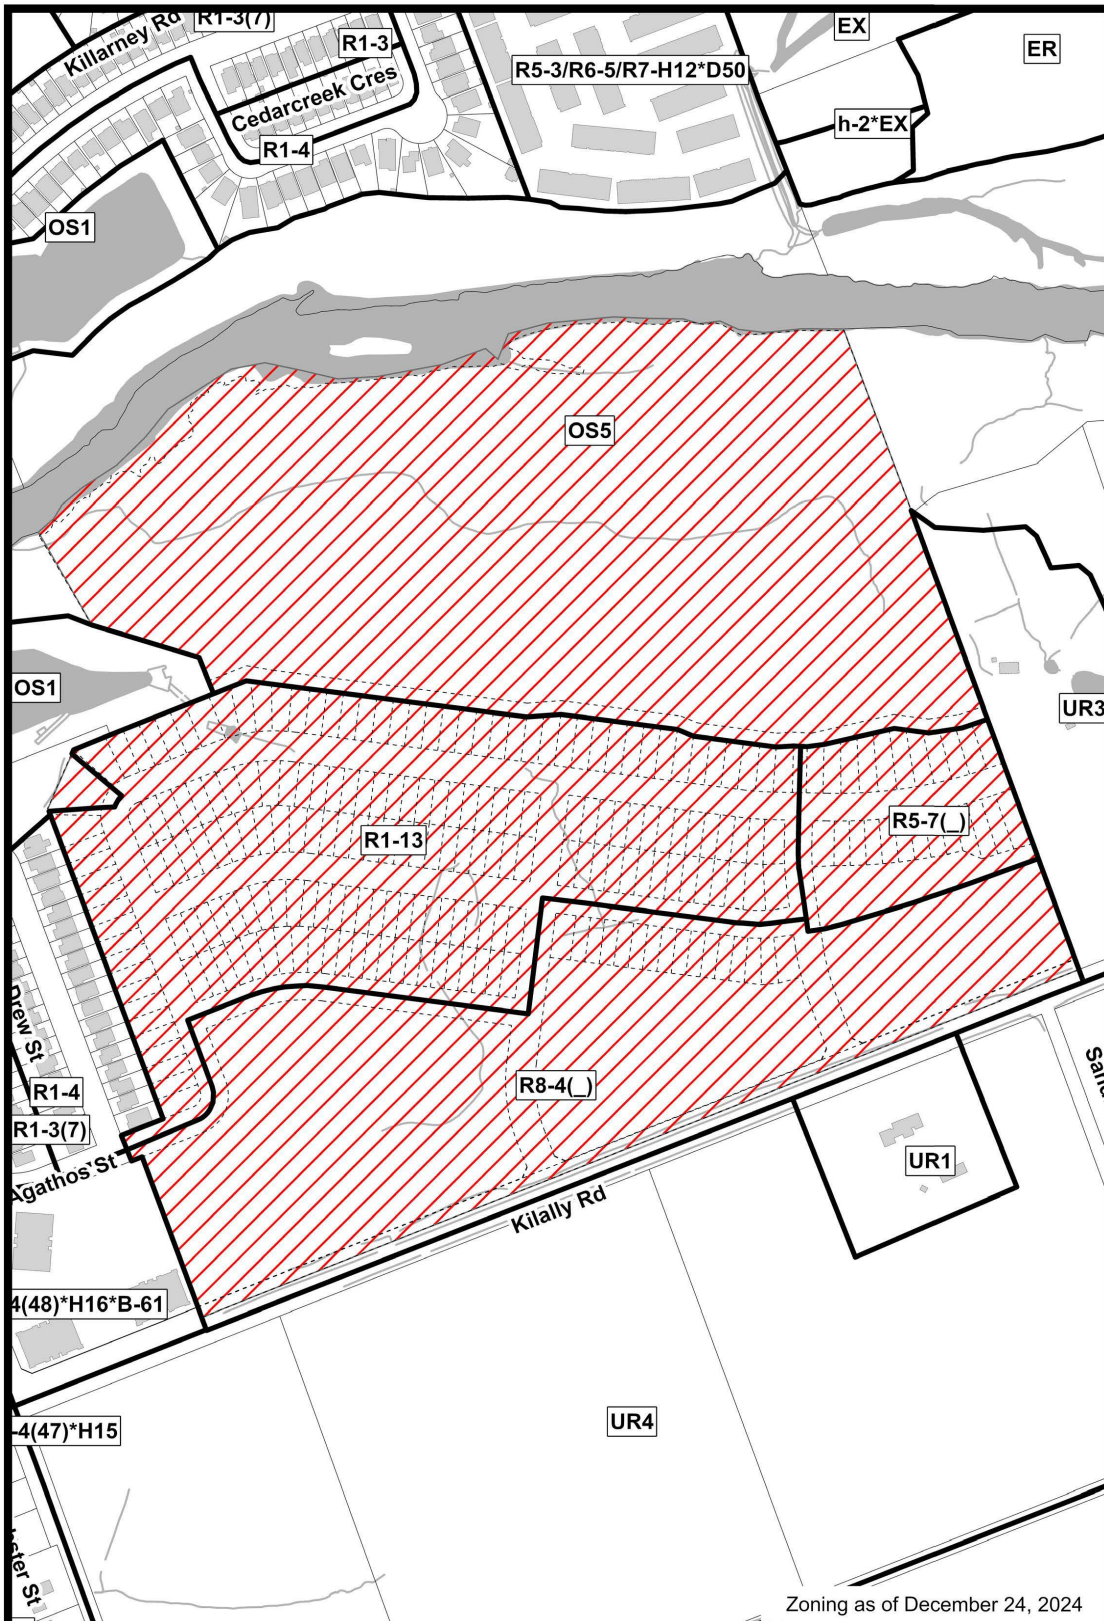 R1-3(7)
Killarney Rd
R1-3
Cedarcreek Cres
R1-4
R5-3/R6-5/R7-H12*D50
EX
ER
h-2*EX
OS1
OS5
OS1
UR3
R1-13
R5-7(_)
Drew St
R1-4
R1-3(7)
Agathos St
R8-4(_)
UR1
Kilally Rd
4(48)*H16*B-61
-4(47)*H15
UR4
Zoning as of December 24, 2024